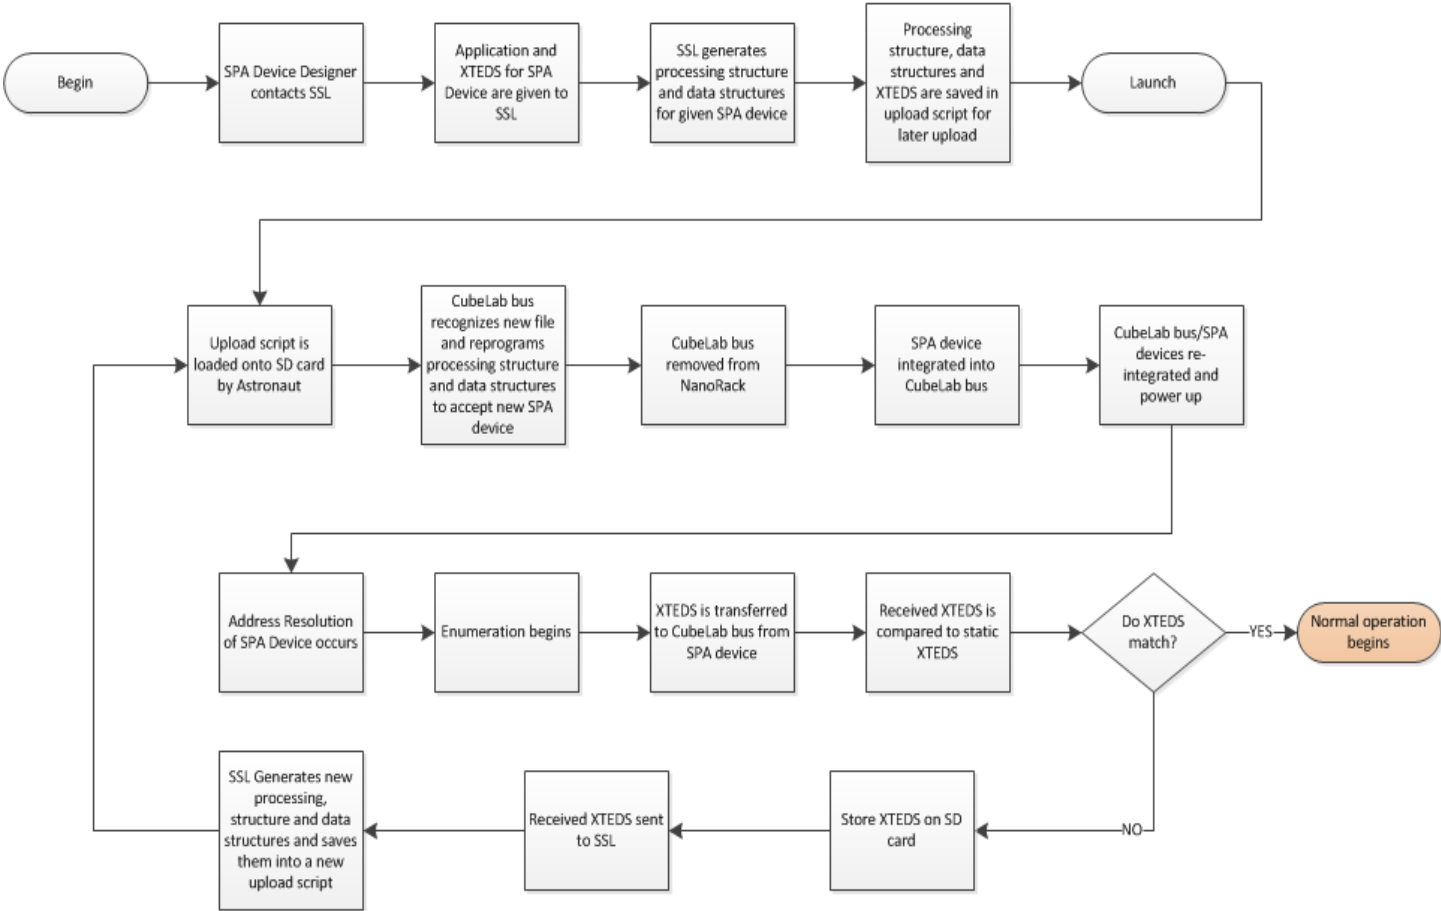 Begin
SPA Device Designer
contacts SSL
Application and
XTEDS for SPA
Device are given to
SSL
SSL generates
processing structure
and data structures
for given SPA device
Processing
structure, data
structures and
XTEDS are saved in
upload script for
later upload
Launch
Upload script is
loaded onto SD card
by Astronaut
CubeLab bus
recognizes new file
and reprograms
processing structure
and data structures
to accept new SPA
device
CubeLab bus
removed from
NanoRack
SPA device
integrated into
CubeLab bus
CubeLab bus/SPA
devices re-
integrated and
power up
Address Resolution
of SPA Device occurs
Enumeration begins
XTEDS is transferred
to CubeLab bus from
SPA device
Received XTEDS is
compared to static
XTEDS
Do XTEDS
match?
YES
Normal operation
begins
NO
Store XTEDS on SD
card
Received XTEDS sent
to SSL
SSL Generates new
processing,
structure and data
structures and saves
them into a new
upload script